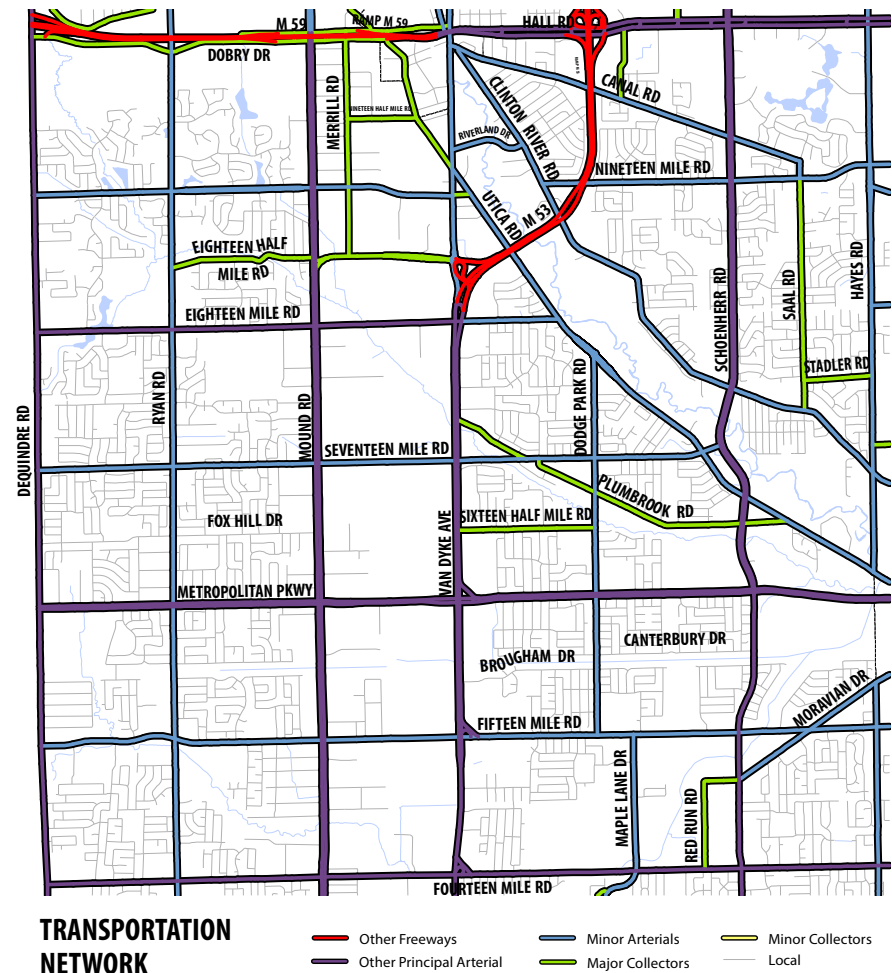 M 59
RAMP M 59
HALL RD
DOBRY DR
MERRILL RD
NINETEEN HALF MILE RD
CLINTON RIVER RD
CANAL RD
RIVERLAND DR
NINETEEN MILE RD
UTICA RD
M 53
EIGHTEEN HALF
MILE RD
EIGHTEEN MILE RD
SCHOENHERR RD
SAAL RD
HAYES RD
STADLER RD
RYAN RD
DEQUINDRE RD
MOUND RD
DODGE PARK RD
SEVENTEEN MILE RD
PLUMBROOK RD
FOX HILL DR
SIXTEEN HALF MILE RD
VAN DYKE AVE
METROPOLITAN PKWY
CANTERBURY DR
BROUGHAM DR
MORAVIAN DR
FIFTEEN MILE RD
MAPLE LANE DR
RED RUN RD
FOURTEEN MILE RD
TRANSPORTATION
NETWORK
Other Freeways
Minor Arterials
Minor Collectors
Other Principal Arterial
Major Collectors
Local